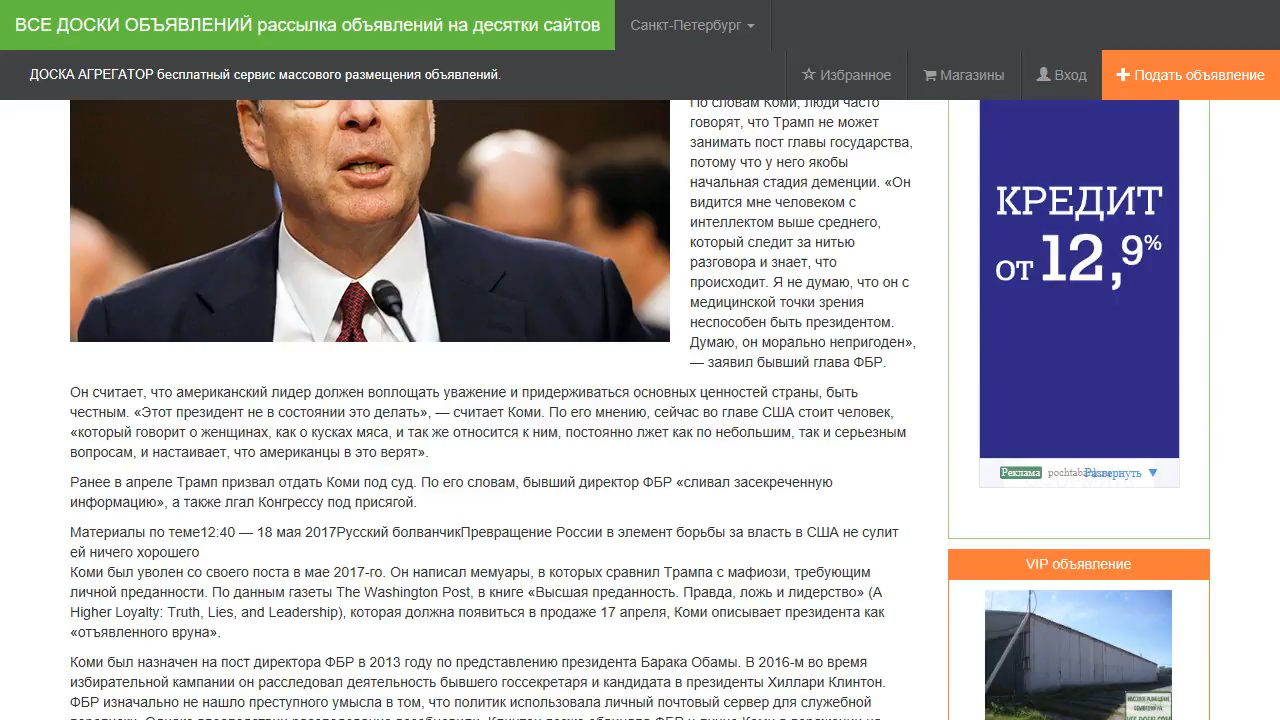 ВСЕ ДОСКИ ОБЪЯВЛЕНИЙ рассылка объявлений на десятки сайтов
Санкт-Петербург
ДОСКА АГРЕГАТОР бесплатный сервис массового размещения объявлений.
Избранное
Магазины
Вход
Подать объявление
По словам Коми, люди часто
говорят, что Трамп не может
занимать пост главы государства,
потому что у него якобы
начальная стадия деменции. «Он
видится мне человеком с
интеллектом выше среднего,
который следит за нитью
разговора и знает, что
происходит. Я не думаю, что он с
медицинской точки зрения
неспособен быть президентом.
Думаю, он морально непригоден»,
— заявил бывший глава ФБР.
Он считает, что американский лидер должен воплощать уважение и придерживаться основных ценностей страны, быть
честным. «Этот президент не в состоянии это делать», — считает Коми. По его мнению, сейчас во главе США стоит человек,
«который говорит о женщинах, как о кусках мяса, и так же относится к ним, постоянно лжет как по небольшим, так и серьезным
вопросам, и настаивает, что американцы в это верят».
Ранее в апреле Трамп призвал отдать Коми под суд. По его словам, бывший директор ФБР «сливал засекреченную
информацию», а также лгал Конгрессу под присягой.
Материалы по теме12:40 — 18 мая 2017Русский болванчикПревращение России в элемент борьбы за власть в США не сулит
ей ничего хорошего
Коми был уволен со своего поста в мае 2017-го. Он написал мемуары, в которых сравнил Трампа с мафиози, требующим
личной преданности. По данным газеты The Washington Post, в книге «Высшая преданность. Правда, ложь и лидерство» (A
Higher Loyalty: Truth, Lies, and Leadership), которая должна появиться в продаже 17 апреля, Коми описывает президента как
«отъявленного вруна».
Коми был назначен на пост директора ФБР в 2013 году по представлению президента Барака Обамы. В 2016-м во время
избирательной кампании он расследовал деятельность бывшего госсекретаря и кандидата в президенты Хиллари Клинтон.
ФБР изначально не нашло преступного умысла в том, что политик использовала личный почтовый сервер для служебной
КРЕДИТ
от 12,9%
Реклама
Развернуть
VIP объявление